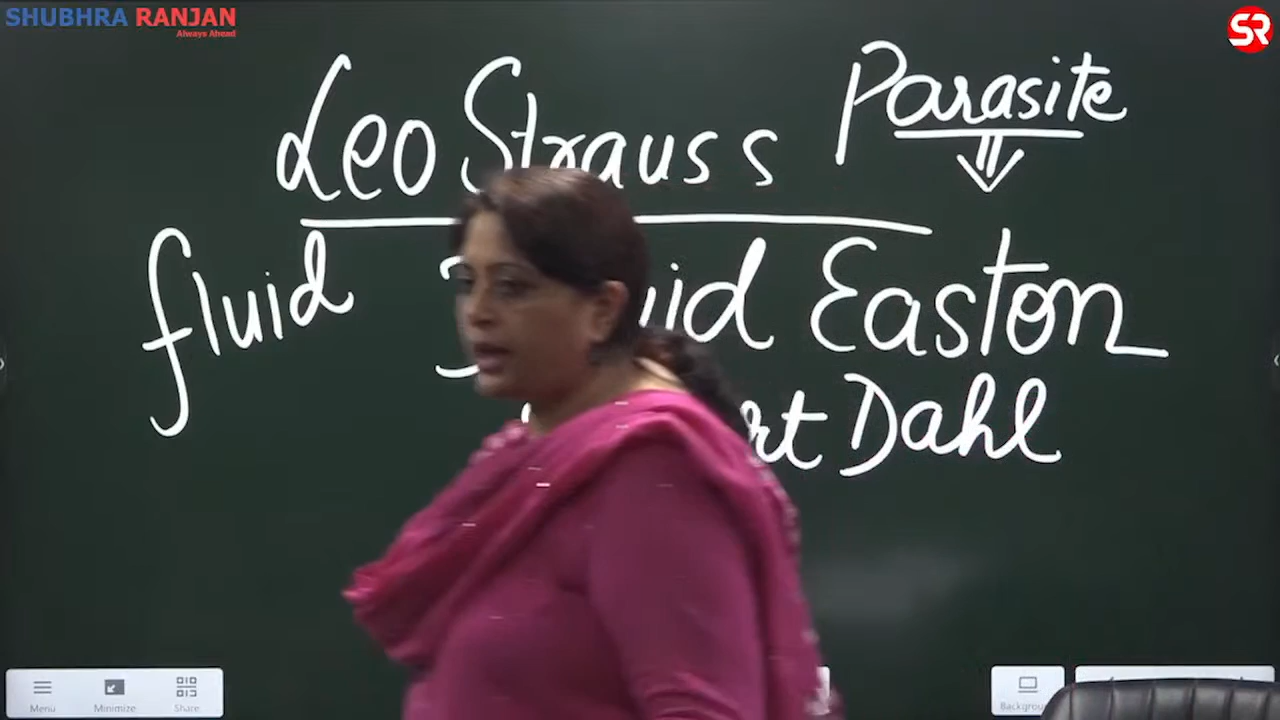 SHUBHRA RANJAN
Always Ahead
SR
Leo Strauss
Parasite
fluid
Easton
Dahl
Menu
Minimize
Share